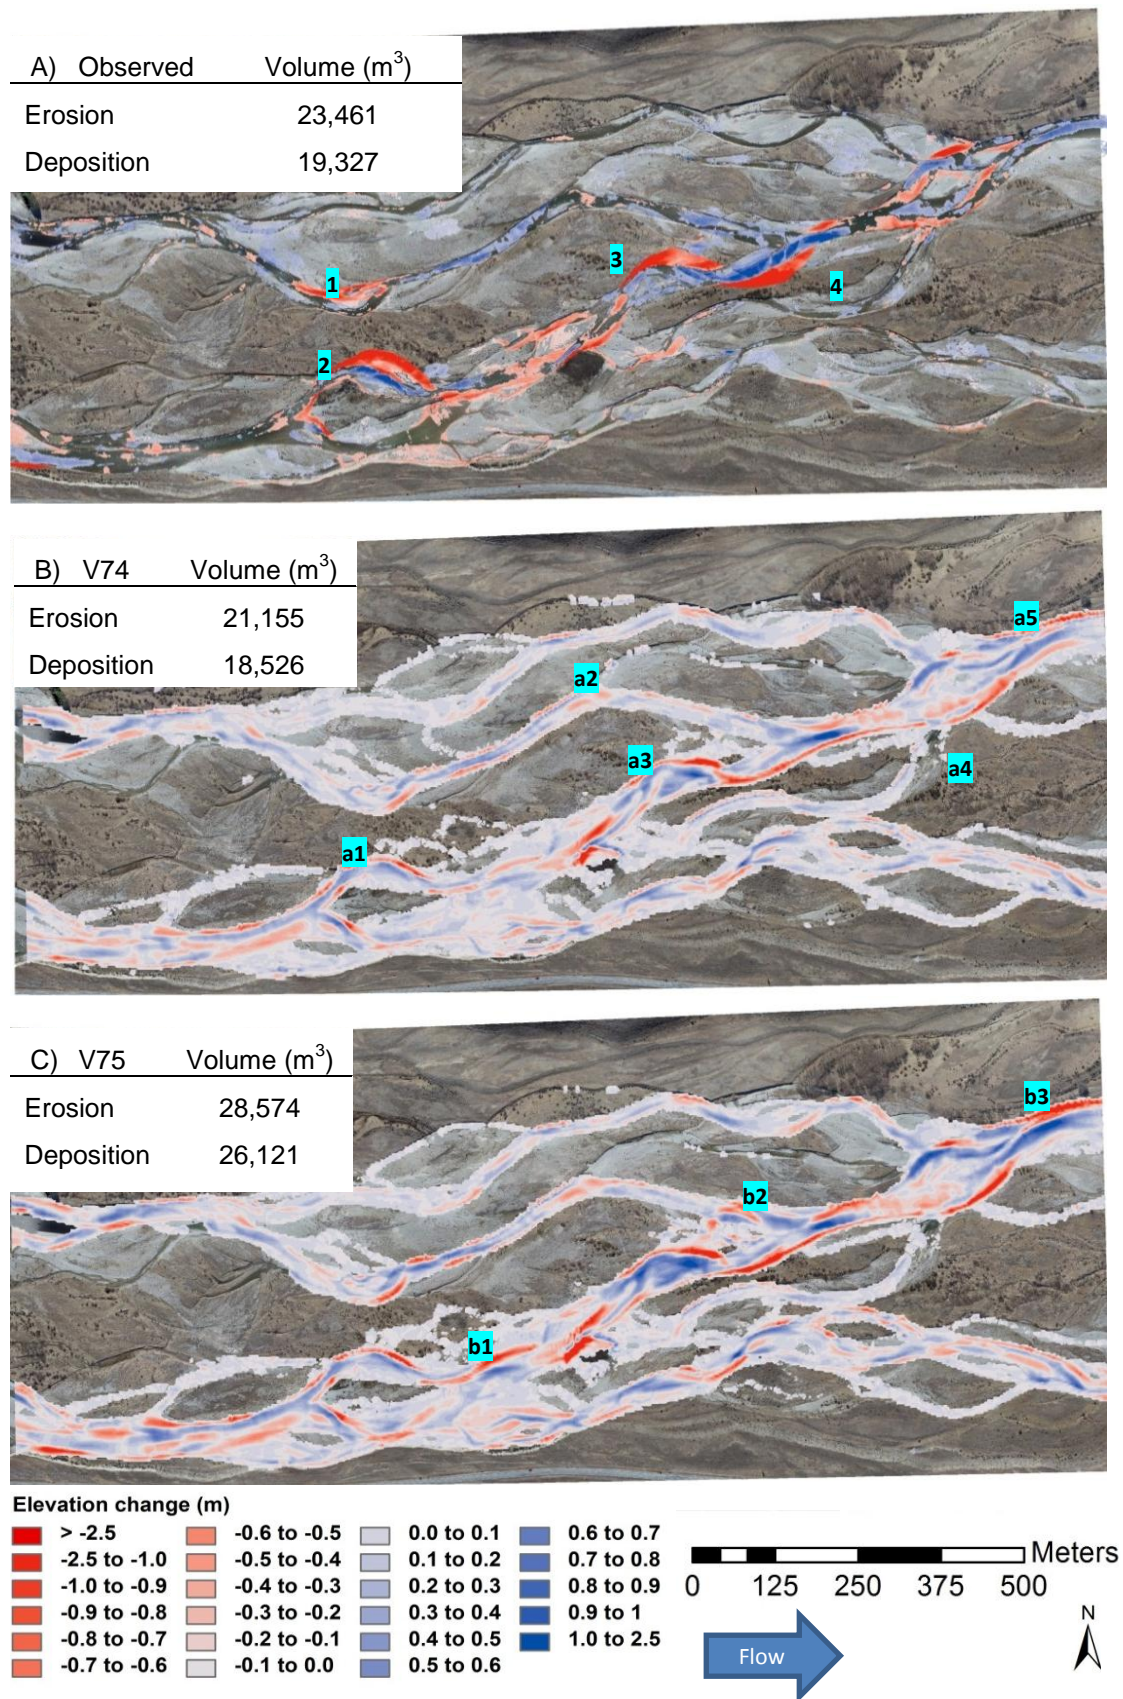 A) Observed Volume (m³)
Erosion 23,461
Deposition 19,327
1
2
3
4
B) V74 Volume (m³)
Erosion 21,155
Deposition 18,526
a1
a2
a3
a4
a5
C) V75 Volume (m³)
Erosion 28,574
Deposition 26,121
b1
b2
b3
Elevation change (m)
> -2.5 -0.6 to -0.5 0.0 to 0.1 0.6 to 0.7
-2.5 to -1.0 -0.5 to -0.4 0.1 to 0.2 0.7 to 0.8
-1.0 to -0.9 -0.4 to -0.3 0.2 to 0.3 0.8 to 0.9
-0.9 to -0.8 -0.3 to -0.2 0.3 to 0.4 0.9 to 1
-0.8 to -0.7 -0.2 to -0.1 0.4 to 0.5 1.0 to 2.5
-0.7 to -0.6 -0.1 to 0.0 0.5 to 0.6
Meters
0 125 250 375 500
N
Flow